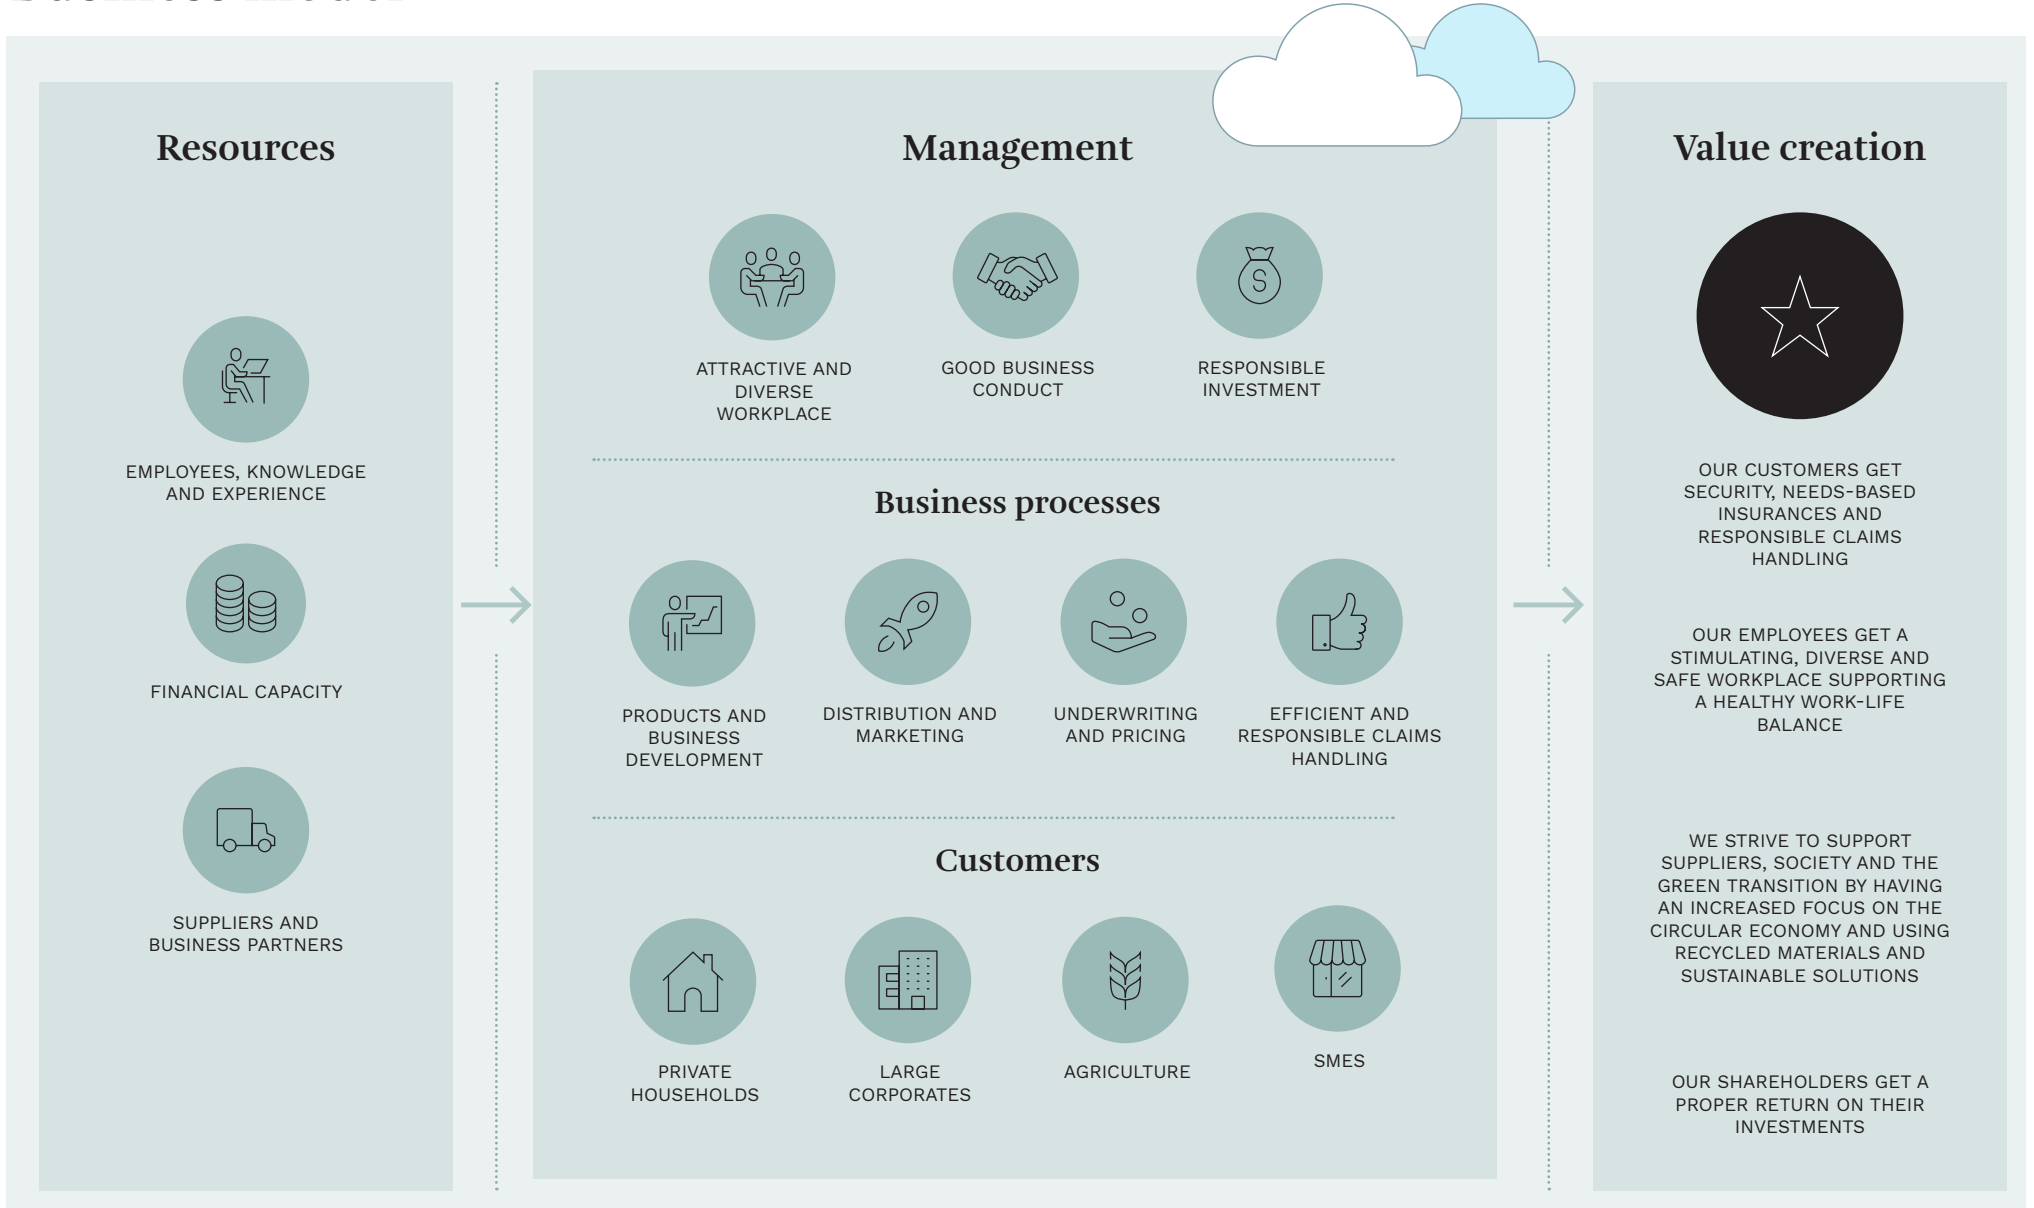 Resources
EMPLOYEES, KNOWLEDGE
AND EXPERIENCE
FINANCIAL CAPACITY
SUPPLIERS AND
BUSINESS PARTNERS
Management
ATTRACTIVE AND
DIVERSE
WORKPLACE
GOOD BUSINESS
CONDUCT
RESPONSIBLE
INVESTMENT
Business processes
PRODUCTS AND
BUSINESS
DEVELOPMENT
DISTRIBUTION AND
MARKETING
UNDERWRITING
AND PRICING
EFFICIENT AND
RESPONSIBLE CLAIMS
HANDLING
Customers
PRIVATE
HOUSEHOLDS
LARGE
CORPORATES
AGRICULTURE
SMES
Value creation
OUR CUSTOMERS GET
SECURITY, NEEDS-BASED
INSURANCES AND
RESPONSIBLE CLAIMS
HANDLING
OUR EMPLOYEES GET A
STIMULATING, DIVERSE AND
SAFE WORKPLACE SUPPORTING
A HEALTHY WORK-LIFE
BALANCE
WE STRIVE TO SUPPORT
SUPPLIERS, SOCIETY AND THE
GREEN TRANSITION BY HAVING
AN INCREASED FOCUS ON THE
CIRCULAR ECONOMY AND USING
RECYCLED MATERIALS AND
SUSTAINABLE SOLUTIONS
OUR SHAREHOLDERS GET A
PROPER RETURN ON THEIR
INVESTMENTS